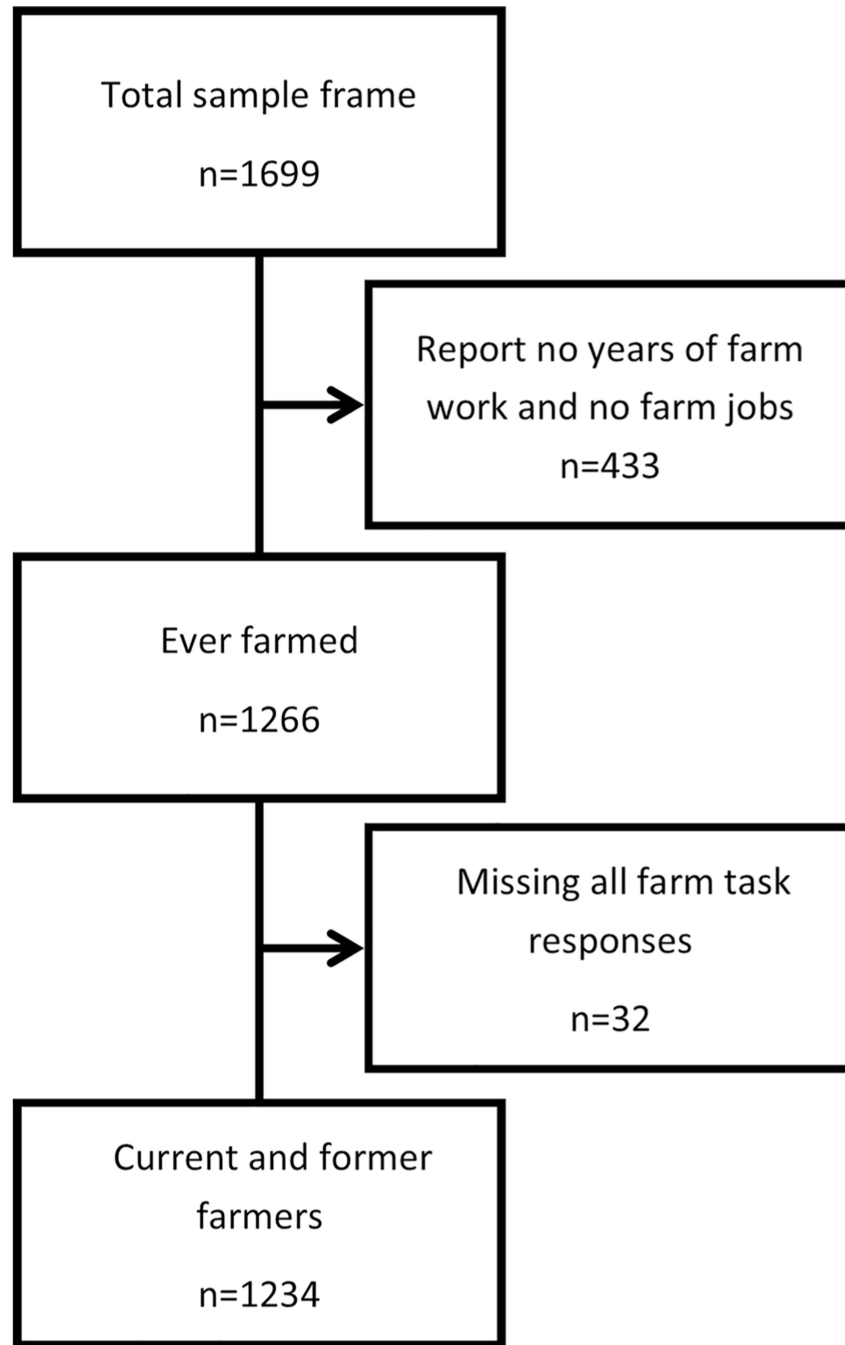 Total sample frame
n=1699
Report no years of farm
work and no farm jobs
n=433
Ever farmed
n=1266
Missing all farm task
responses
n=32
Current and former
farmers
n=1234